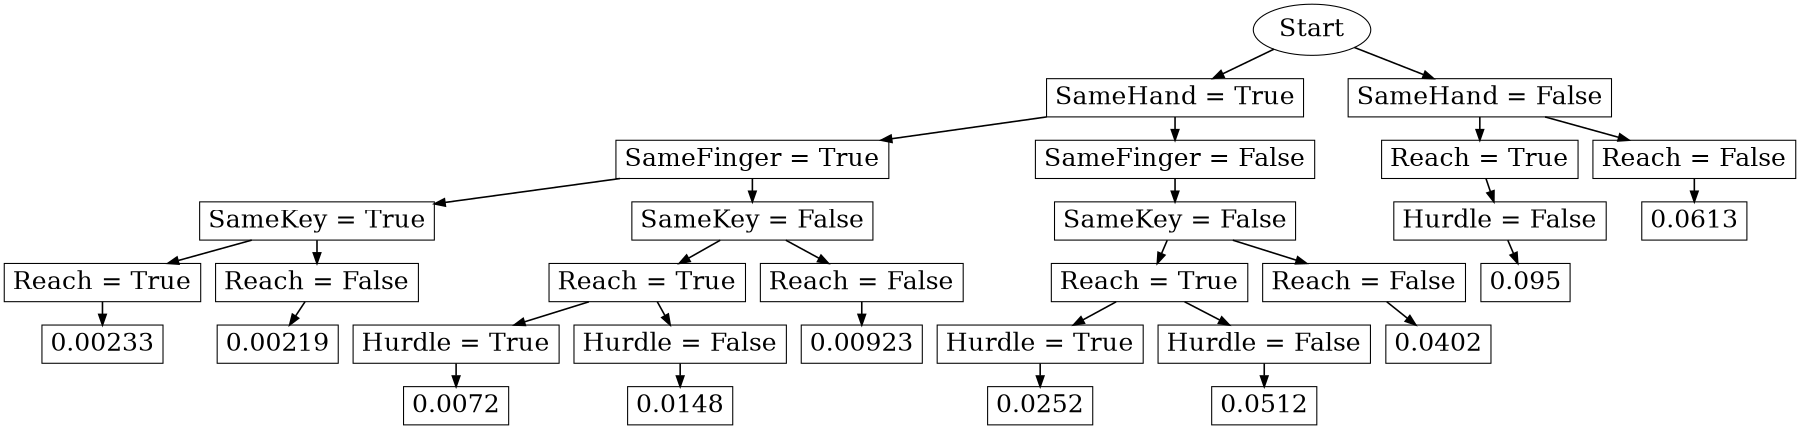 Start
SameHand = True
SameHand = False
SameFinger = True
SameFinger = False
Reach = True
Reach = False
SameKey = True
SameKey = False
SameKey = False
Hurdle = False
0.0613
Reach = True
Reach = False
Reach = True
Reach = False
Reach = True
Reach = False
0.095
0.00233
0.00219
Hurdle = True
Hurdle = False
0.00923
Hurdle = True
Hurdle = False
0.0402
0.0072
0.0148
0.0252
0.0512